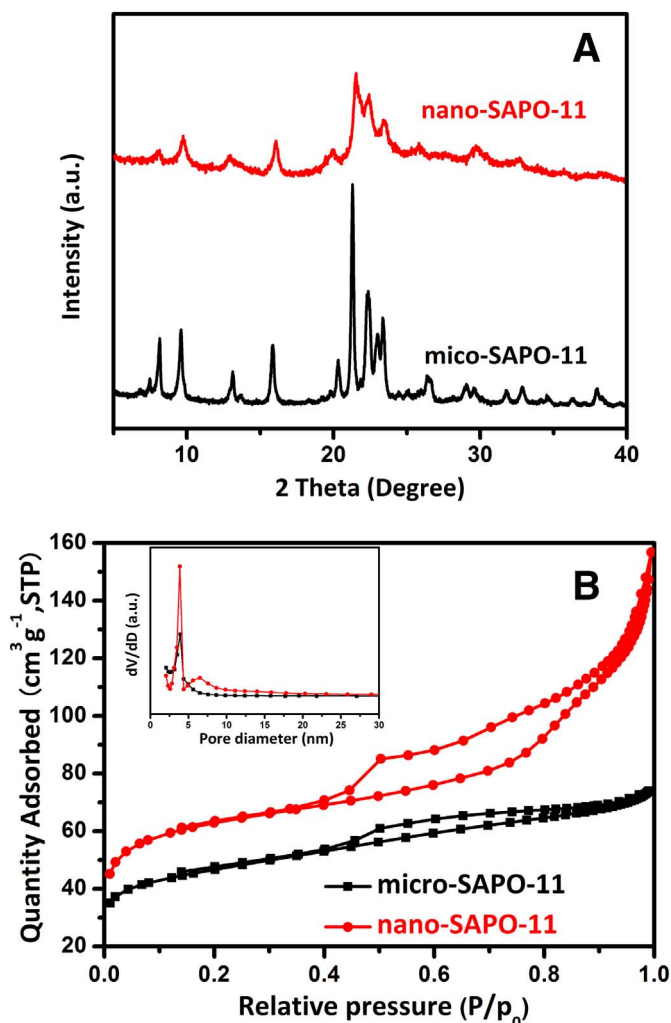 A
nano-SAPO-11
Intensity (a.u.)
mico-SAPO-11
10 20 30 40
2 Theta (Degree)
B
160
140
120
100
80
60
40
20
Quantity Adsorbed (cm³g⁻¹,STP)
dV/dD (a.u.)
0 5 10 15 20 25 30
Pore diameter (nm)
micro-SAPO-11
nano-SAPO-11
0.0 0.2 0.4 0.6 0.8 1.0
Relative pressure (P/p₀)